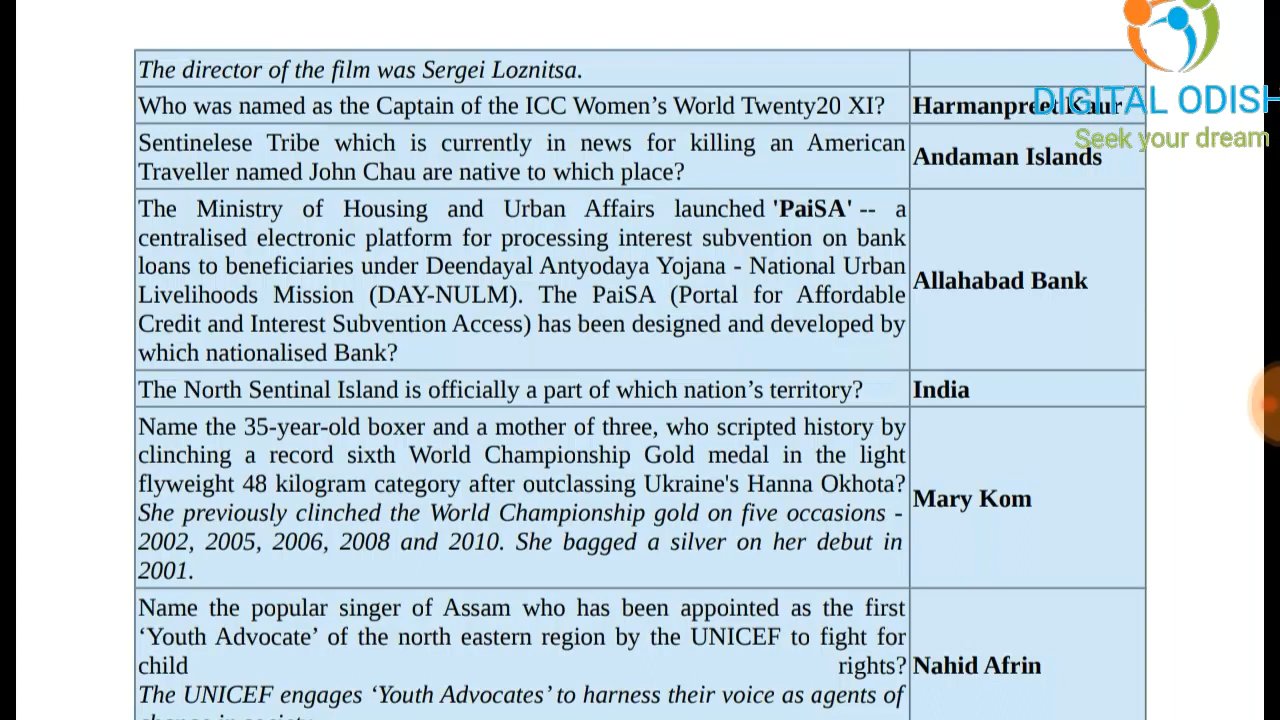 The director of the film was Sergei Loznitsa.
Who was named as the Captain of the ICC Women’s World Twenty20 XI?
Harmanpreet Kaur
DIGITAL ODISH
Seek your dream
Sentinelese Tribe which is currently in news for killing an American
Traveller named John Chau are native to which place?
Andaman Islands
The Ministry of Housing and Urban Affairs launched 'PaiSA' -- a
centralised electronic platform for processing interest subvention on bank
loans to beneficiaries under Deendayal Antyodaya Yojana - National Urban
Livelihoods Mission (DAY-NULM). The PaiSA (Portal for Affordable
Credit and Interest Subvention Access) has been designed and developed by
which nationalised Bank?
Allahabad Bank
The North Sentinal Island is officially a part of which nation’s territory?
India
Name the 35-year-old boxer and a mother of three, who scripted history by
clinching a record sixth World Championship Gold medal in the light
flyweight 48 kilogram category after outclassing Ukraine's Hanna Okhota?
She previously clinched the World Championship gold on five occasions -
2002, 2005, 2006, 2008 and 2010. She bagged a silver on her debut in
2001.
Mary Kom
Name the popular singer of Assam who has been appointed as the first
‘Youth Advocate’ of the north eastern region by the UNICEF to fight for
child rights?
Nahid Afrin
The UNICEF engages ‘Youth Advocates’ to harness their voice as agents of